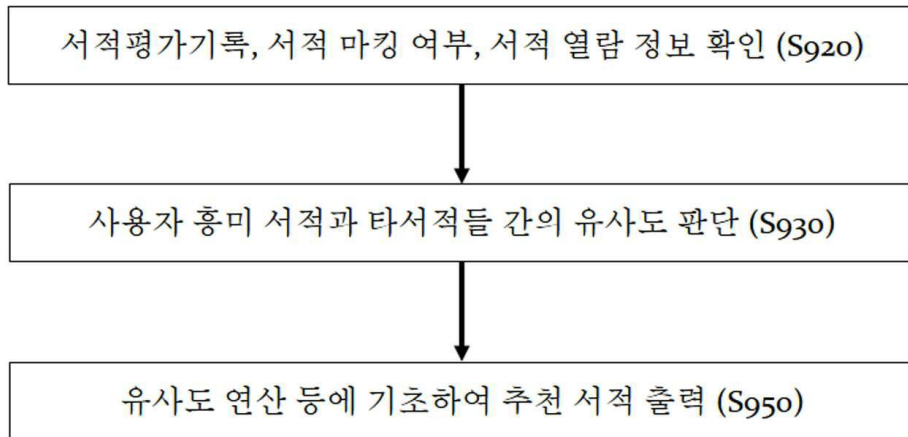 서적평가기록, 서적 마킹 여부, 서적 열람 정보 확인 (S920)
사용자 흥미 서적과 타서적들 간의 유사도 판단 (S930)
유사도 연산 등에 기초하여 추천 서적 출력 (S950)